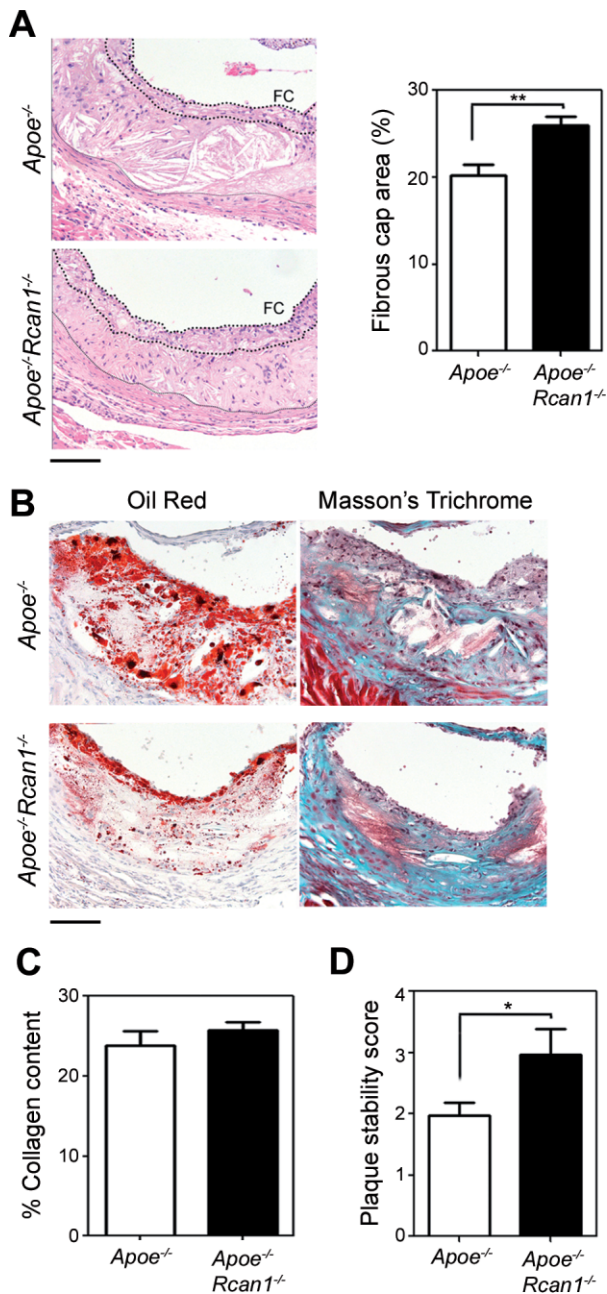 A
Apoe-/-
FC
Apoe-/-Rcan1-/-
FC
Fibrous cap area (%)
30
20
10
0
**
Apoe-/-
Apoe-/-
Rcan1-/-
B
Oil Red
Masson's Trichrome
Apoe-/-
Apoe-/-Rcan1-/-
C
% Collagen content
30
20
10
0
Apoe-/-
Apoe-/-
Rcan1-/-
D
Plaque stability score
4
3
2
1
0
*
Apoe-/-
Apoe-/-
Rcan1-/-